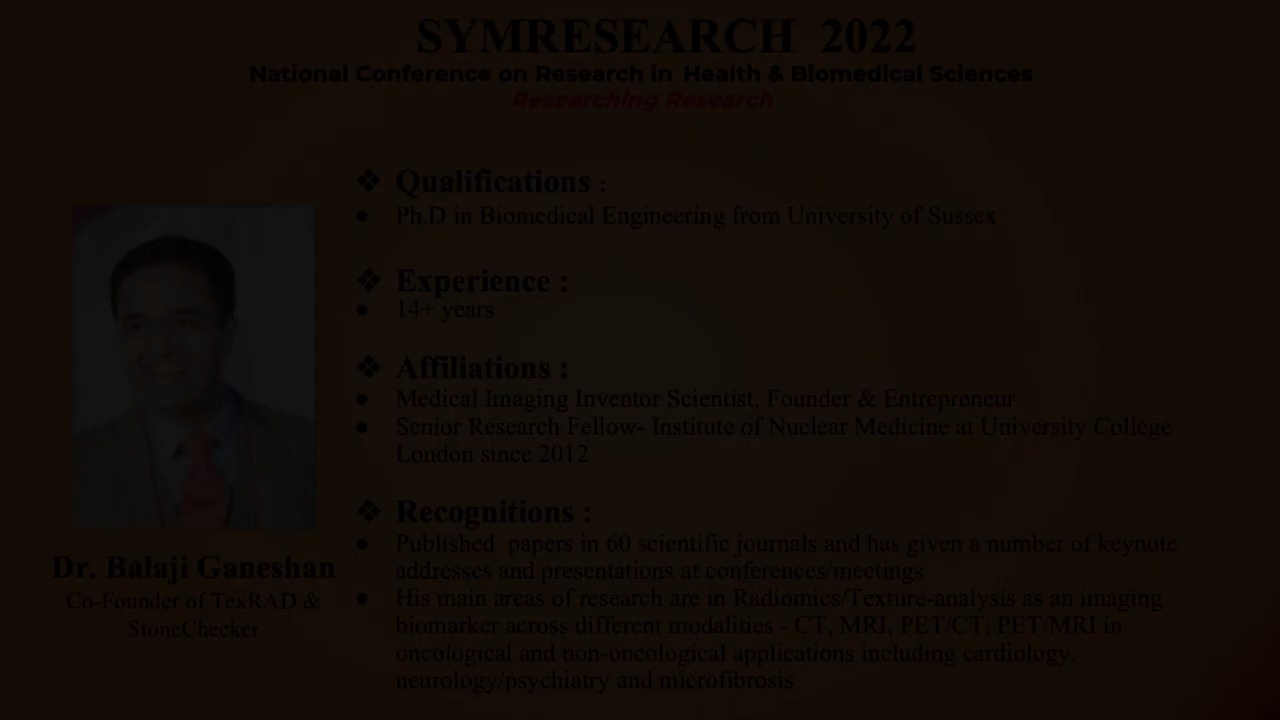 SYMRESEARCH 2022
National Conference on Research in Health & Biomedical Sciences
Researching Research
❖ Qualifications :
● Ph.D in Biomedical Engineering from University of Sussex
❖ Experience :
● 14+ years
❖ Affiliations :
● Medical Imaging Inventor Scientist, Founder & Entrepreneur
● Senior Research Fellow- Institute of Nuclear Medicine at University College
London since 2012
❖ Recognitions :
● Published papers in 60 scientific journals and has given a number of keynote
addresses and presentations at conferences/meetings
● His main areas of research are in Radiomics/Texture-analysis as an imaging
biomarker across different modalities - CT, MRI, PET/CT, PET/MRI in
oncological and non-oncological applications including cardiology,
neurology/psychiatry and microfibrosis
Dr. Balaji Ganeshan
Co-Founder of TexRAD &
StoneChecker